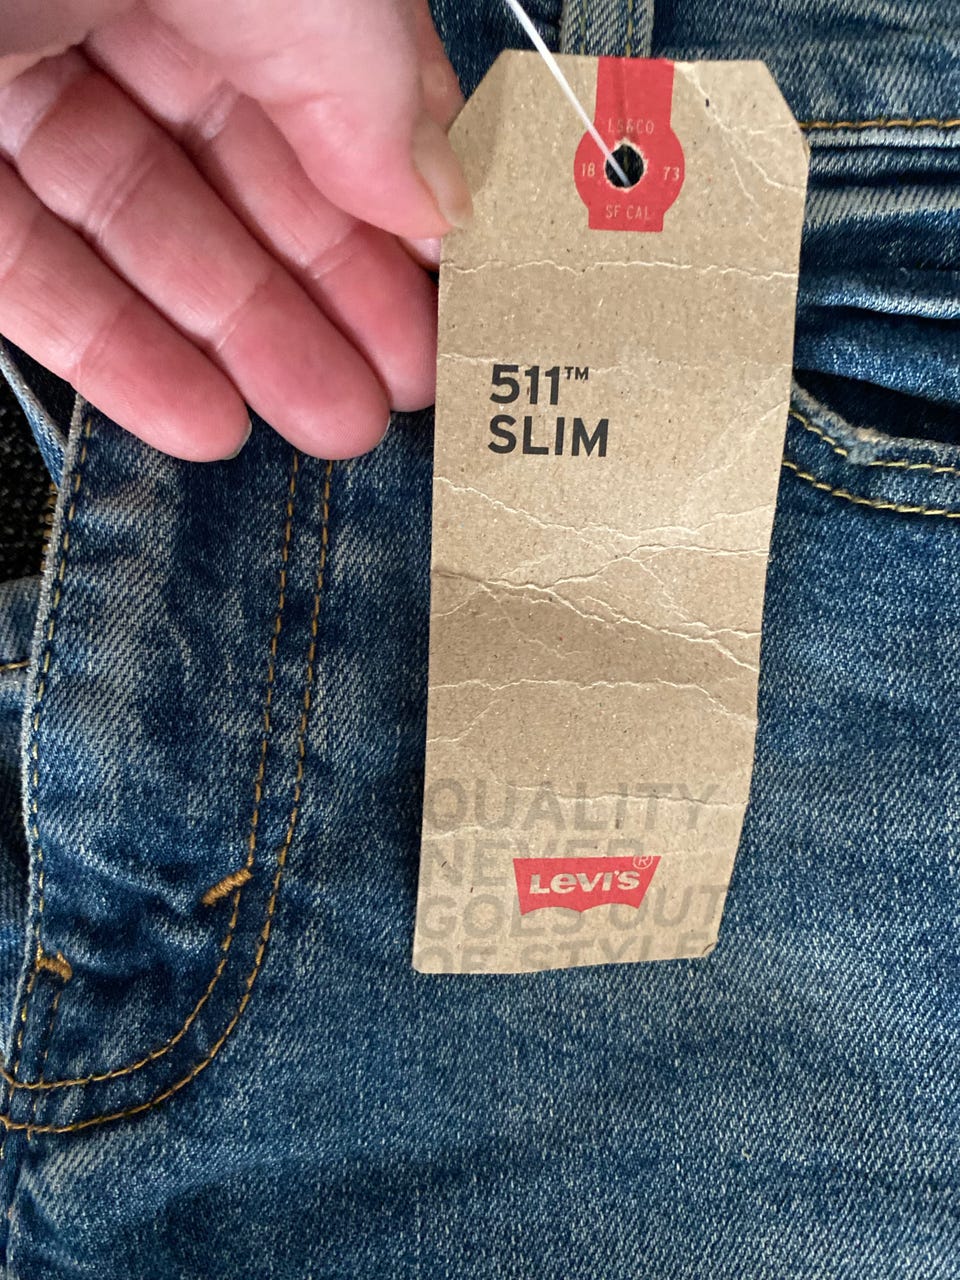 LS&CO
18 73
SF CAL
511™
SLIM
QUALITY
NEVER
LEVI'S®
GOES OUT
OF STYLE